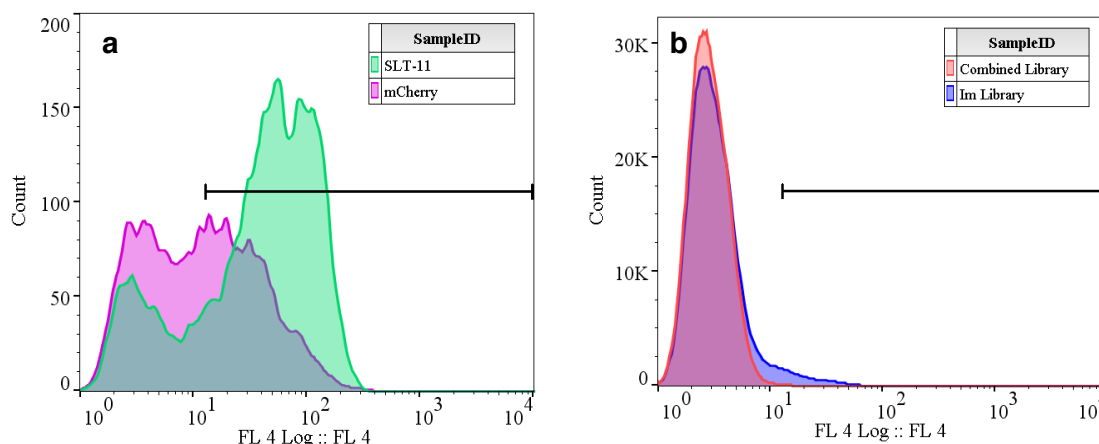 a
SampleID
SLT-11
mCherry
200
150
100
50
0
Count
10^0 10^1 10^2 10^3 10^4
FL 4 Log :: FL 4
b
SampleID
Combined Library
Im Library
30K
20K
10K
0
Count
10^0 10^1 10^2 10^3
FL 4 Log :: FL 4